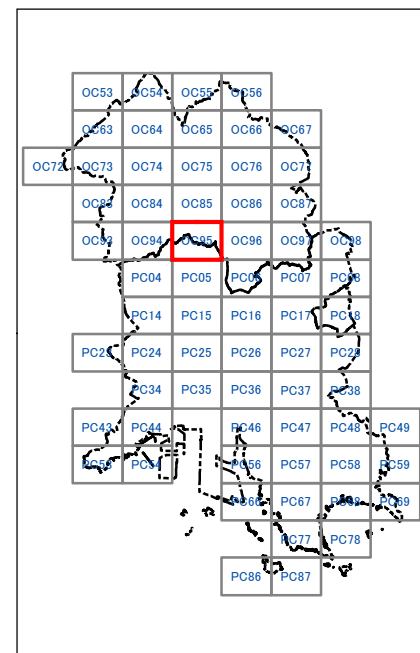 OC53 OC54 OC55 OC56
OC63 OC64 OC65 OC66 OC67
OC72 OC73 OC74 OC75 OC76 OC77
OC83 OC84 OC85 OC86 OC87
OC93 OC94 OC95 OC96 OC97 OC98
PC04 PC05 PC06 PC07 PC08
PC14 PC15 PC16 PC17 PC18
PC23 PC24 PC25 PC26 PC27 PC28
PC34 PC35 PC36 PC37 PC38
PC43 PC44 PC46 PC47 PC48 PC49
PC53 PC54 PC56 PC57 PC58 PC59
PC66 PC67 PC68 PC69
PC77 PC78
PC86 PC87